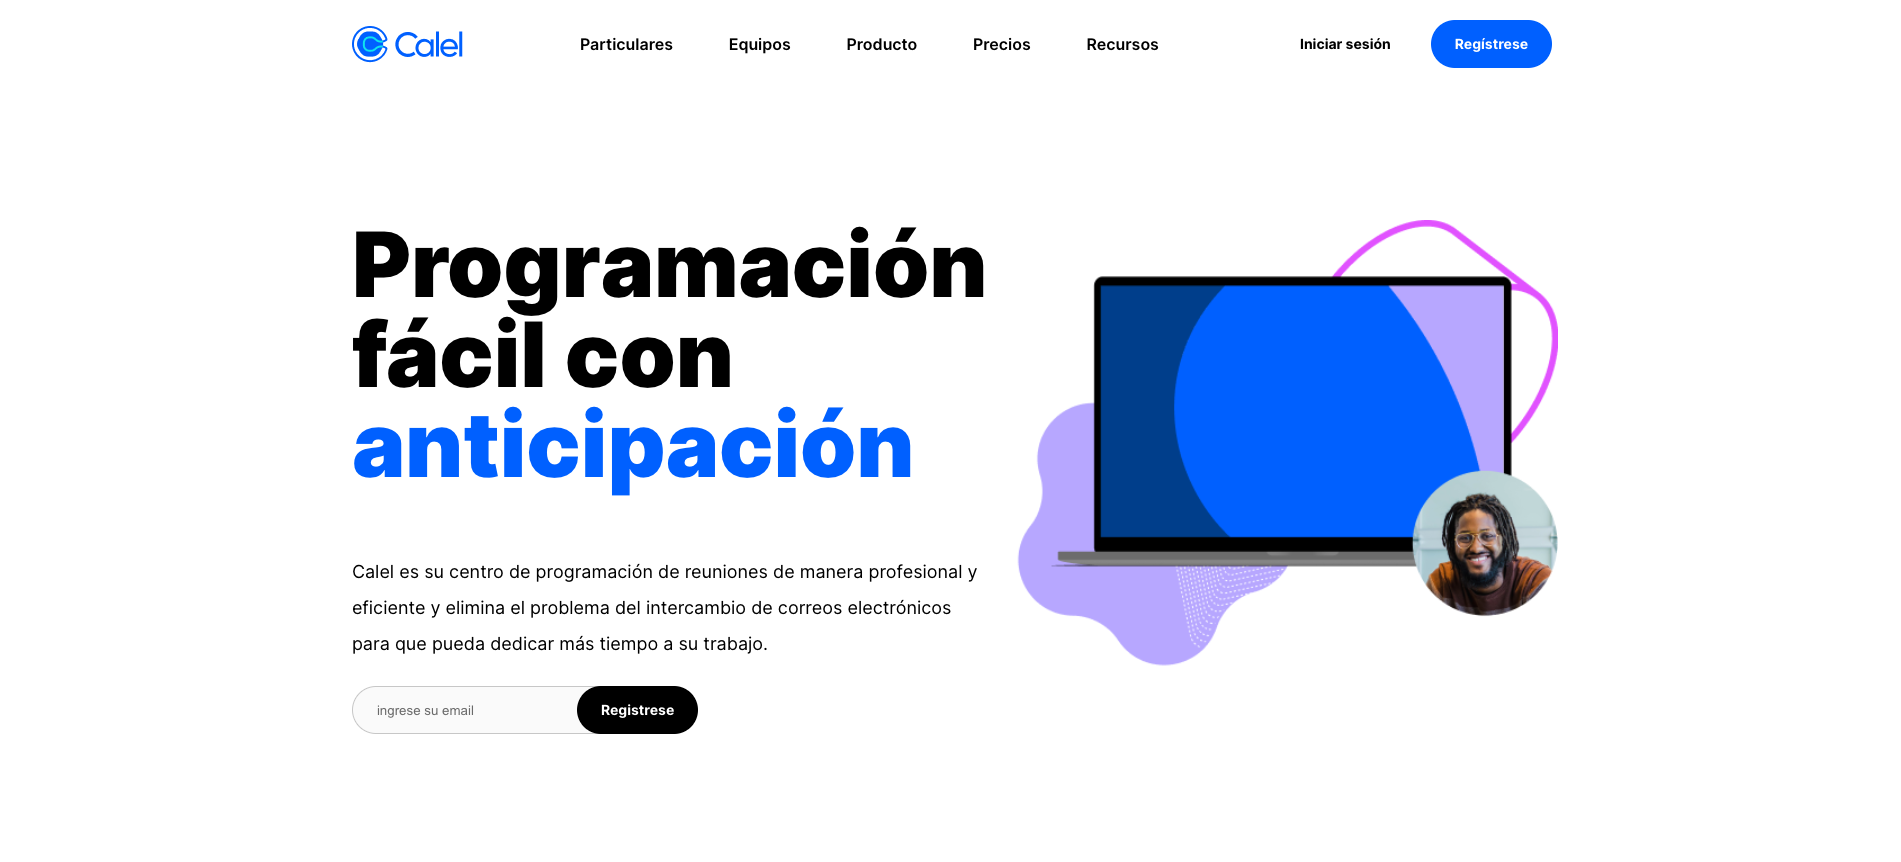 Calel
Particulares
Equipos
Producto
Precios
Recursos
Iniciar sesión
Regístrese
Programación
fácil con
anticipación
Calel es su centro de programación de reuniones de manera profesional y
eficiente y elimina el problema del intercambio de correos electrónicos
para que pueda dedicar más tiempo a su trabajo.
ingrese su email
Registrese